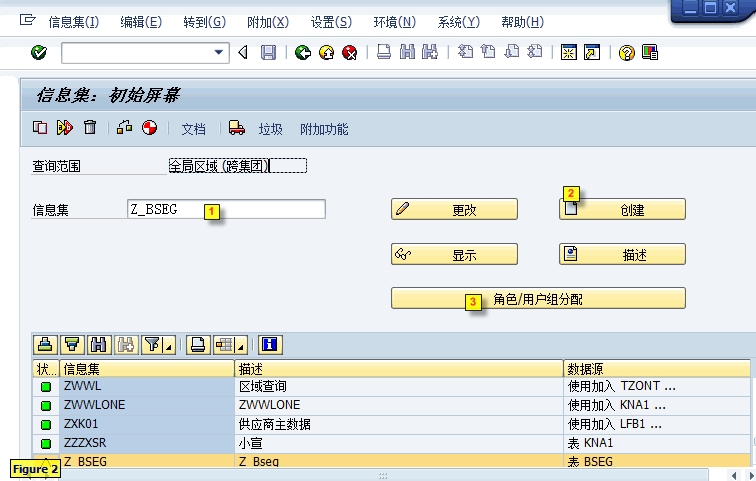 信息集(I) 编辑(E) 转到(G) 附加(X) 设置(S) 环境(N) 系统(Y) 帮助(H)
信息集：初始屏幕
文档 垃圾 附加功能
查询范围 全局区域 (跨集团)
信息集 Z_BSEG 1
更改
2 创建
显示
描述
3 角色/用户组分配
状... 信息集 描述 数据源
ZWWL 区域查询 使用加入 TZONT ...
ZWWLONE ZWWLONE 使用加入 KNA1 ...
ZXK01 供应商主数据 使用加入 LFB1 ...
ZZZXSR 小宣 表 KNA1
Z_BSEG Z_Bseg 表 BSEG
Figure 2